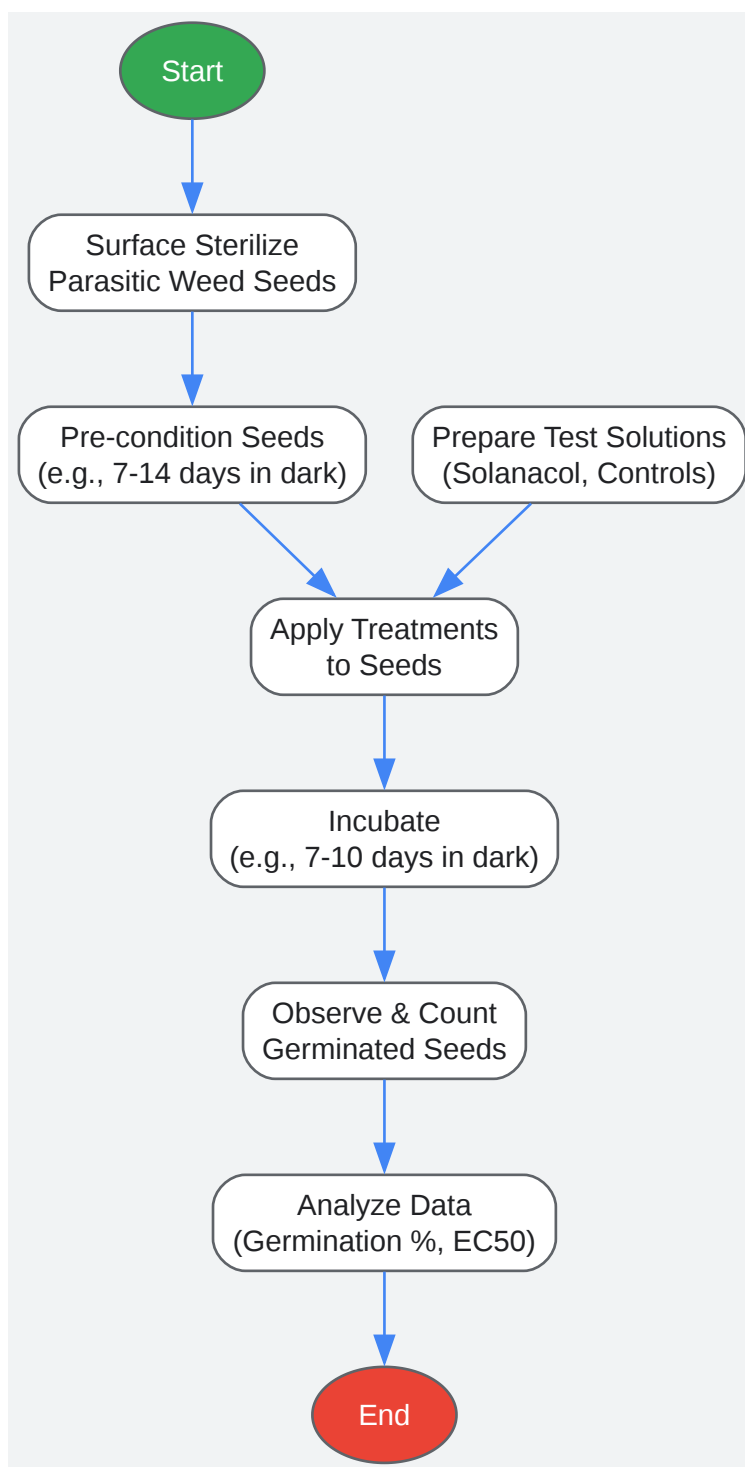 Start
Surface Sterilize
Parasitic Weed Seeds
Pre-condition Seeds
(e.g., 7-14 days in dark)
Prepare Test Solutions
(Solanacol, Controls)
Apply Treatments
to Seeds
Incubate
(e.g., 7-10 days in dark)
Observe & Count
Germinated Seeds
Analyze Data
(Germination %, EC50)
End